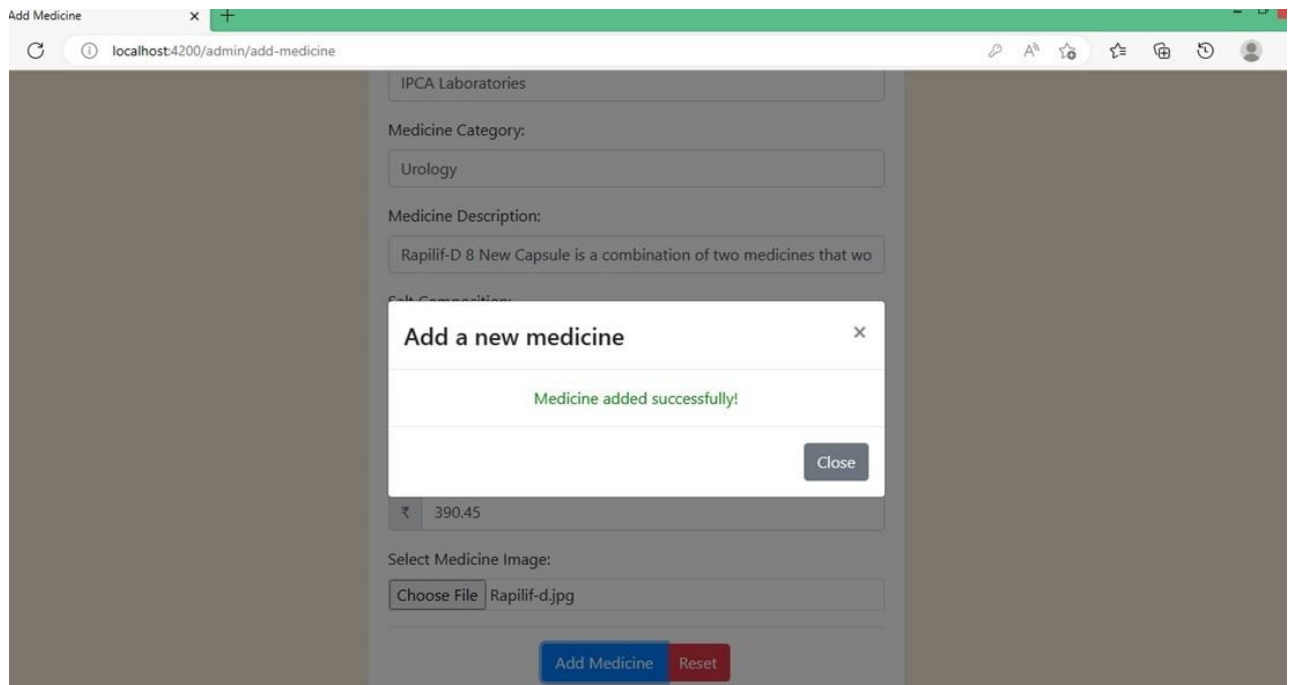 Add Medicine
localhost:4200/admin/add-medicine
IPCA Laboratories
Medicine Category:
Urology
Medicine Description:
Rapilif-D 8 New Capsule is a combination of two medicines that wo
Salt Composition:
Add a new medicine ×
Medicine added successfully!
Close
₹ 390.45
Select Medicine Image:
Choose File Rapilif-d.jpg
Add Medicine Reset